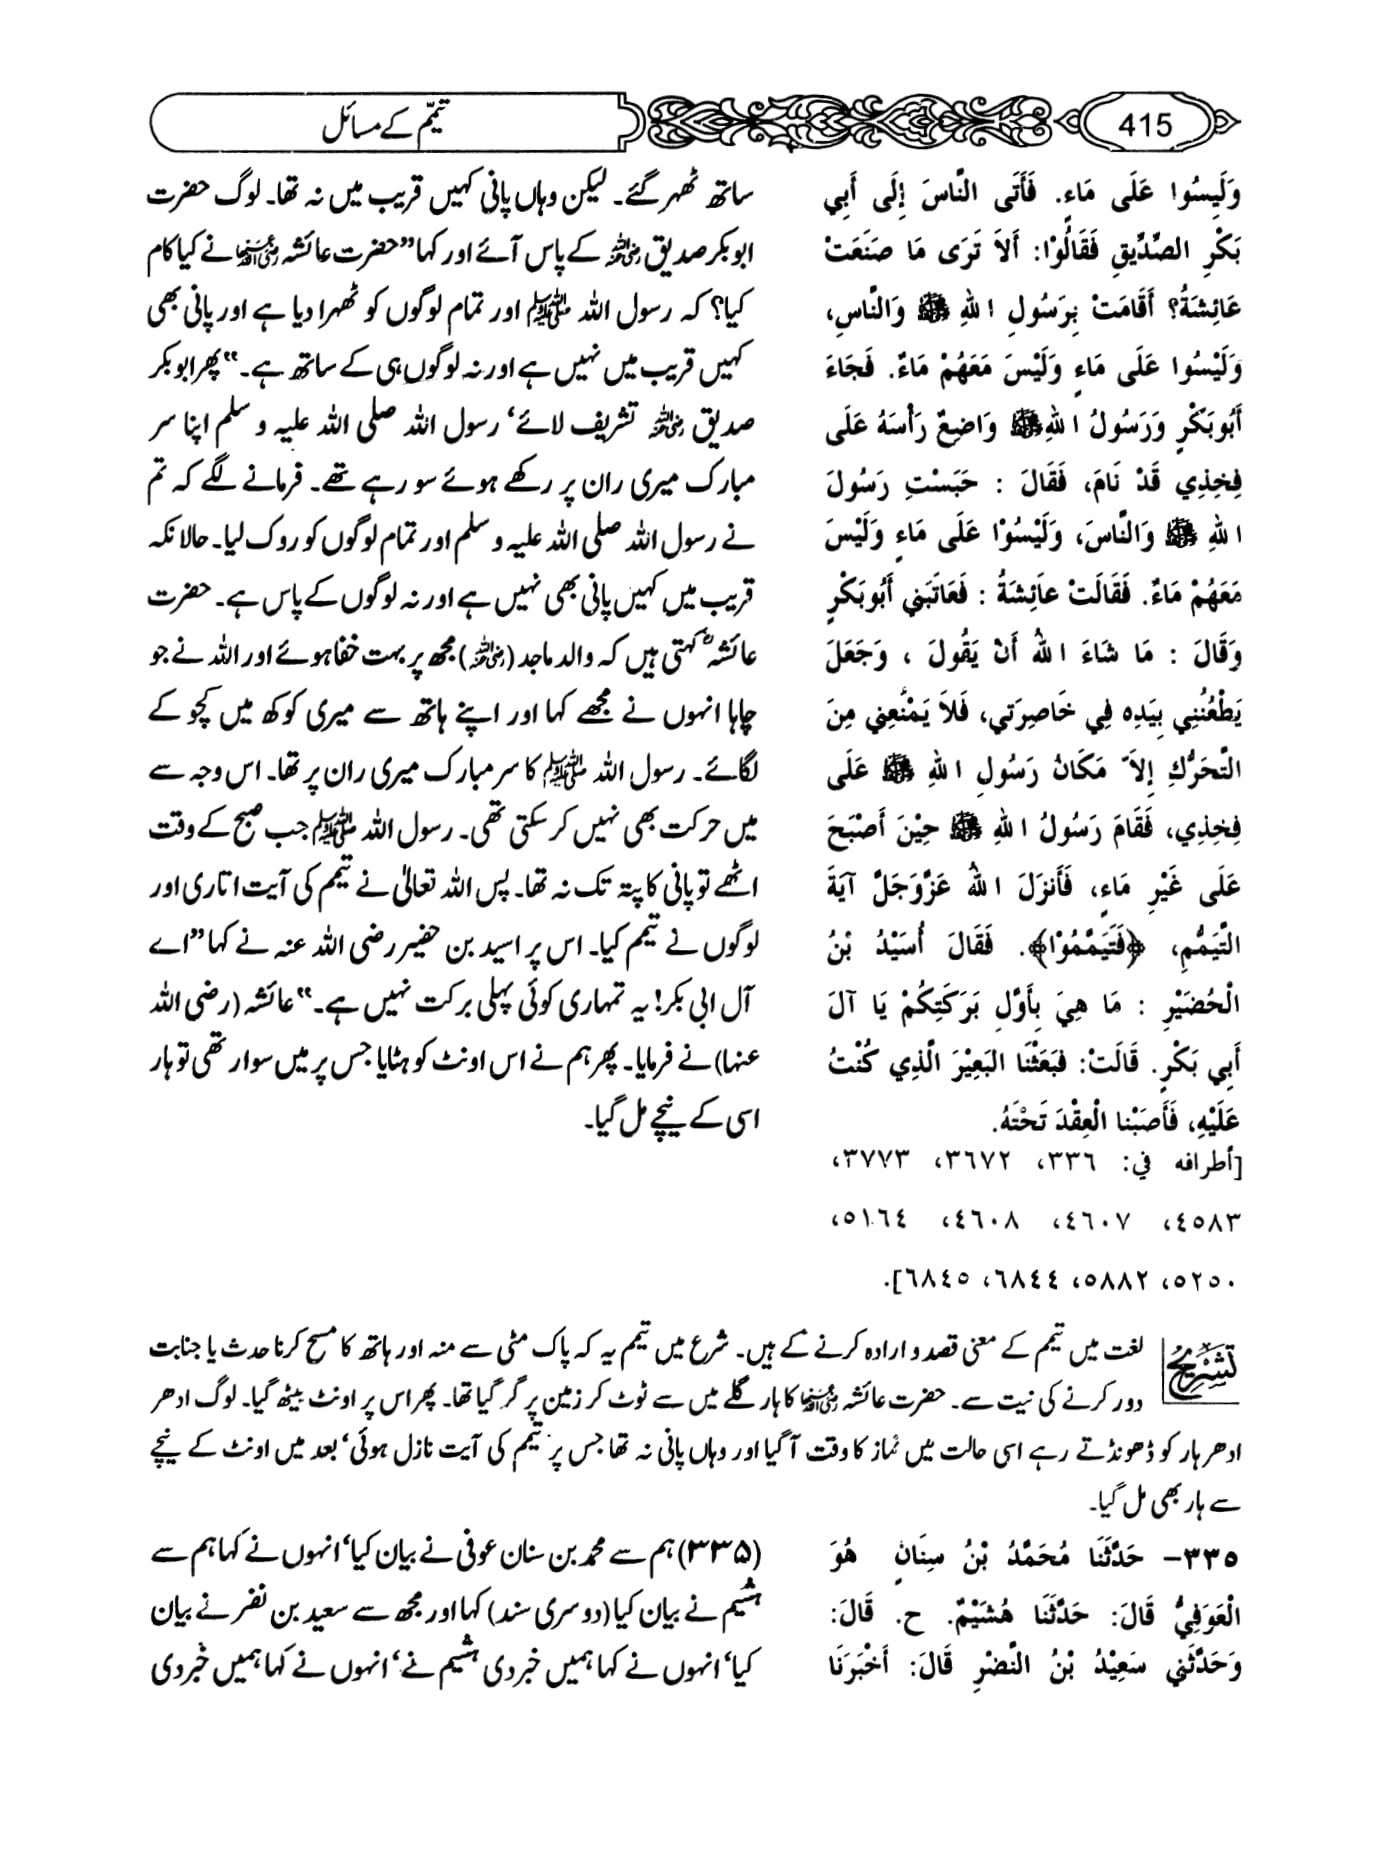 415
تیمّم کے مسائل
وَلَيسُوا عَلَى مَاءٍ. فَأَتَى النَّاسَ إِلَى أَبِي
بَكْرٍ الصِّدِّيقِ فَقَالُوْا: أَلاَ تَرَى مَا صَنَعَتْ
عَائِشَةُ؟ أَقَامَتْ بِرَسُولِ اللهِ ﷺ وَالنَّاسِ،
وَلَيْسُوا عَلَى مَاءٍ وَلَيْسَ مَعَهُمْ مَاءٌ. فَجَاءَ
أَبُوبَكْرٍ وَرَسُولُ اللهِ ﷺ وَاضِعٌ رَأْسَهُ عَلَى
فِخِذِي قَدْ نَامَ، فَقَالَ : حَبَسْتِ رَسُولَ
اللهِ ﷺ وَالنَّاسَ، وَلَيْسُوْا عَلَى مَاءٍ وَلَيْسَ
مَعَهُمْ مَاءٌ. فَقَالَتْ عَائِشَةُ : فَعَاتَبَنِي أَبُوبَكْرٍ
وَقَالَ : مَا شَاءَ اللهُ أَنْ يَقُولَ ، وَجَعَلَ
يَطْعُنُنِي بِيَدِهِ فِي خَاصِرَتِي، فَلاَ يَمْنَعُنِي مِنَ
التَّحَرُّكِ إِلاَّ مَكَانُ رَسُولِ اللهِ ﷺ عَلَى
فِخِذِي، فَقَامَ رَسُولُ اللهِ ﷺ حِيْنَ أَصْبَحَ
عَلَى غَيْرِ مَاءٍ، فَأَنزَلَ اللهُ عَزَّوَجَلَّ آيَةَ
التَّيَمُّمِ، ﴿فَتَيَمَّمُوْا﴾. فَقَالَ أُسَيْدُ بْنُ
الْحُضَيْرِ : مَا هِيَ بِأَوَّلِ بَرَكَتِكُمْ يَا آلَ
أَبِي بَكْرٍ. قَالَتْ: فَبَعَثْنَا البَعِيْرَ الَّذِي كُنْتُ
عَلَيْهِ، فَأَصَبْنا الْعِقْدَ تَحْتَهُ.
[أطرافه في: ٣٣٦، ٣٦٧٢، ٣٧٧٣،
٤٥٨٣، ٤٦٠٧، ٤٦٠٨، ٥١٦٤،
٥٢٥٠، ٥٨٨٢، ٦٨٤٤، ٦٨٤٥].
ساتھ ٹھہر گئے۔ لیکن وہاں پانی کہیں قریب میں نہ تھا۔ لوگ حضرت
ابوبکر صدیق رضی اللہ عنہ کے پاس آئے اور کہا ”حضرت عائشہ رضی اللہ عنہا نے کیا کام
کیا؟ کہ رسول اللہ ﷺ اور تمام لوگوں کو ٹھہرا دیا ہے اور پانی بھی
کہیں قریب میں نہیں ہے اور نہ لوگوں ہی کے ساتھ ہے۔“ پھر ابوبکر
صدیق رضی اللہ عنہ تشریف لائے‘ رسول اللہ صلی اللہ علیہ و سلم اپنا سر
مبارک میری ران پر رکھے ہوئے سو رہے تھے۔ فرمانے لگے کہ تم
نے رسول اللہ صلی اللہ علیہ و سلم اور تمام لوگوں کو روک لیا۔ حالانکہ
قریب میں کہیں پانی بھی نہیں ہے اور نہ لوگوں کے پاس ہے۔ حضرت
عائشہؓ کہتی ہیں کہ والد ماجد (رضی اللہ عنہ) مجھ پر بہت خفا ہوئے اور اللہ نے جو
چاہا انہوں نے مجھے کہا اور اپنے ہاتھ سے میری کوکھ میں کچوکے
لگائے۔ رسول اللہ ﷺ کا سر مبارک میری ران پر تھا۔ اس وجہ سے
میں حرکت بھی نہیں کر سکتی تھی۔ رسول اللہ ﷺ جب صبح کے وقت
اٹھے تو پانی کا پتہ تک نہ تھا۔ پس اللہ تعالیٰ نے تیمم کی آیت اتاری اور
لوگوں نے تیمم کیا۔ اس پر اسید بن حضیر رضی اللہ عنہ نے کہا ”اے
آل ابی بکر! یہ تمہاری کوئی پہلی برکت نہیں ہے۔“ عائشہ (رضی اللہ
عنہا) نے فرمایا۔ پھر ہم نے اس اونٹ کو ہٹایا جس پر میں سوار تھی تو ہار
اسی کے نیچے مل گیا۔
تشریح
لغت میں تیمم کے معنی قصد و ارادہ کرنے کے ہیں۔ شرع میں تیمم یہ کہ پاک مٹی سے منہ اور ہاتھ کا مسح کرنا حدث یا جنابت
دور کرنے کی نیت سے۔ حضرت عائشہ رضی اللہ عنہا کا ہار گلے میں سے ٹوٹ کر زمین پر گر گیا تھا۔ پھر اس پر اونٹ بیٹھ گیا۔ لوگ ادھر
ادھر ہار کو ڈھونڈتے رہے اسی حالت میں نماز کا وقت آگیا اور وہاں پانی نہ تھا جس پر تیمم کی آیت نازل ہوئی‘ بعد میں اونٹ کے نیچے
سے ہار بھی مل گیا۔
٣٣٥- حَدَّثَنَا مُحَمَّدُ بْنُ سِنَانٍ هُوَ
الْعَوَفِيُّ قَالَ: حَدَّثَنَا هُشَيْمٌ. ح. قَالَ:
وَحَدَّثَنِي سَعِيْدُ بْنُ النَّضْرِ قَالَ: أَخْبَرَنَا
(۳۳۵) ہم سے محمد بن سنان عوفی نے بیان کیا‘ انہوں نے کہا ہم سے
ہشیم نے بیان کیا (دوسری سند) کہا اور مجھ سے سعید بن نضر نے بیان
کیا‘ انہوں نے کہا ہمیں خبر دی ہشیم نے‘ انہوں نے کہا ہمیں خبر دی